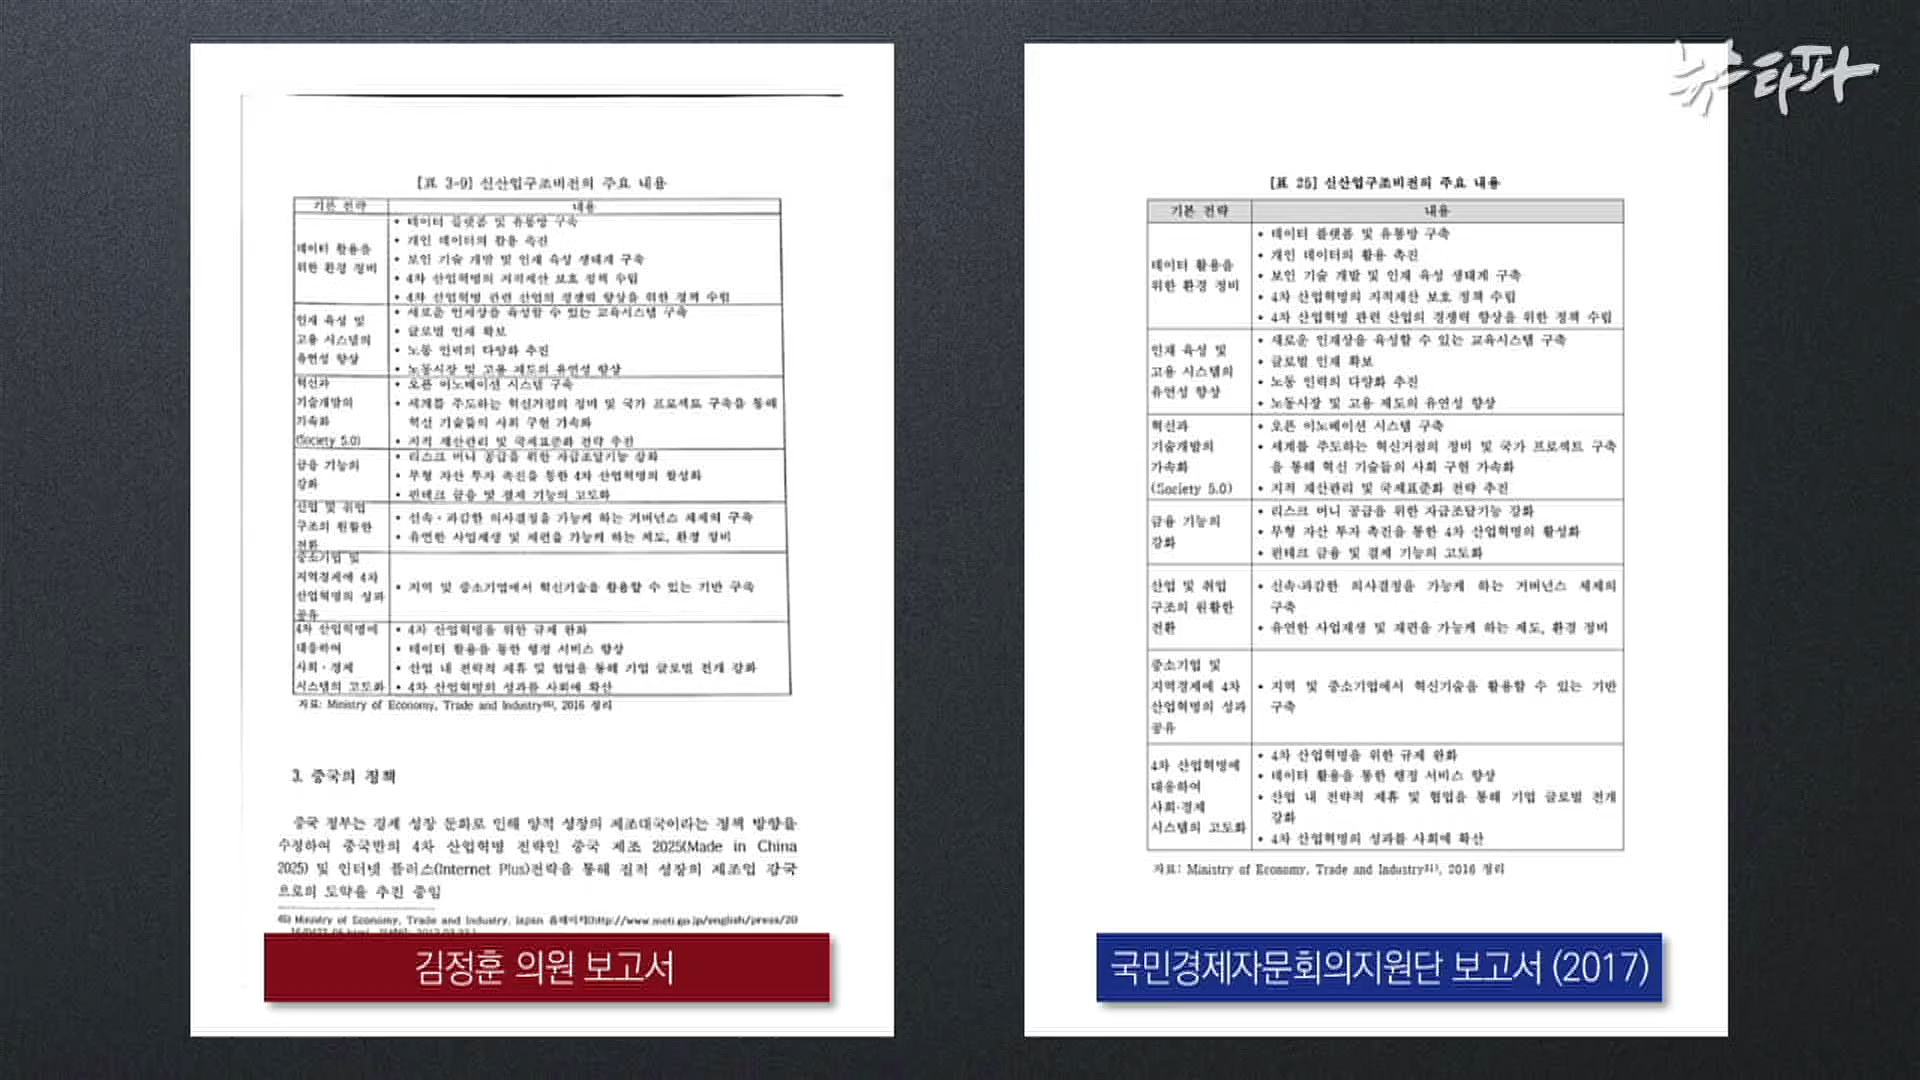 뉴스타파
[표 3-9] 신산업구조비전의 주요 내용
기본 전략
내용
데이터 활용을
위한 환경 정비
• 데이터 플랫폼 및 유통망 구축
• 개인 데이터의 활용 촉진
• 보안 기술 개발 및 인재 육성 생태계 구축
• 4차 산업혁명의 지적재산 보호 정책 수립
• 4차 산업혁명 관련 산업의 경쟁력 향상을 위한 정책 수립
인재 육성 및
고용 시스템의
유연성 향상
• 새로운 인재상을 육성할 수 있는 교육시스템 구축
• 글로벌 인재 확보
• 노동 인력의 다양화 추진
• 노동시장 및 고용 제도의 유연성 향상
혁신과
기술개발의
가속화
(Society 5.0)
• 오픈 이노베이션 시스템 구축
• 세계를 주도하는 혁신거점의 정비 및 국가 프로젝트 구축을 통해
혁신 기술들의 사회 구현 가속화
• 지적 재산관리 및 국제표준화 전략 추진
금융 기능의
강화
• 리스크 머니 공급을 위한 자금조달기능 강화
• 무형 자산 투자 촉진을 통한 4차 산업혁명의 활성화
• 핀테크 금융 및 결제 기능의 고도화
산업 및 취업
구조의 원활한
전환
• 신속·과감한 의사결정을 가능케 하는 거버넌스 체제의 구축
• 유연한 사업재생 및 재편을 가능케 하는 제도, 환경 정비
중소기업 및
지역경제에 4차
산업혁명의 성과
공유
• 지역 및 중소기업에서 혁신기술을 활용할 수 있는 기반 구축
4차 산업혁명에
대응하여
사회·경제
시스템의 고도화
• 4차 산업혁명을 위한 규제 완화
• 데이터 활용을 통한 행정 서비스 향상
• 산업 내 전략적 제휴 및 협업을 통해 기업 글로벌 전개 강화
• 4차 산업혁명의 성과를 사회에 확산
자료: Ministry of Economy, Trade and Industry, 2016 정리
3. 중국의 정책
중국 정부는 경제 성장 둔화로 인해 양적 성장의 제조대국이라는 정책 방향을
수정하여 중국판의 4차 산업혁명 전략인 중국 제조 2025(Made in China
2025) 및 인터넷 플러스(Internet Plus)전략을 통해 질적 성장의 제조업 강국
으로의 도약을 추진 중임
Ministry of Economy, Trade and Industry, Japan 홈페이지(http://www.meti.go.jp/english/press/20
김정훈 의원 보고서
[표 25] 신산업구조비전의 주요 내용
기본 전략
내용
데이터 활용을
위한 환경 정비
• 데이터 플랫폼 및 유통망 구축
• 개인 데이터의 활용 촉진
• 보안 기술 개발 및 인재 육성 생태계 구축
• 4차 산업혁명의 지적재산 보호 정책 수립
• 4차 산업혁명 관련 산업의 경쟁력 향상을 위한 정책 수립
인재 육성 및
고용 시스템의
유연성 향상
• 새로운 인재상을 육성할 수 있는 교육시스템 구축
• 글로벌 인재 확보
• 노동 인력의 다양화 추진
• 노동시장 및 고용 제도의 유연성 향상
혁신과
기술개발의
가속화
(Society 5.0)
• 오픈 이노베이션 시스템 구축
• 세계를 주도하는 혁신거점의 정비 및 국가 프로젝트 구축
을 통해 혁신 기술들의 사회 구현 가속화
• 지적 재산관리 및 국제표준화 전략 추진
금융 기능의
강화
• 리스크 머니 공급을 위한 자금조달기능 강화
• 무형 자산 투자 촉진을 통한 4차 산업혁명의 활성화
• 핀테크 금융 및 결제 기능의 고도화
산업 및 취업
구조의 원활한
전환
• 신속·과감한 의사결정을 가능케 하는 거버넌스 체제의
구축
• 유연한 사업재생 및 재편을 가능케 하는 제도, 환경 정비
중소기업 및
지역경제에 4차
산업혁명의 성과
공유
• 지역 및 중소기업에서 혁신기술을 활용할 수 있는 기반
구축
4차 산업혁명에
대응하여
사회·경제
시스템의 고도화
• 4차 산업혁명을 위한 규제 완화
• 데이터 활용을 통한 행정 서비스 향상
• 산업 내 전략적 제휴 및 협업을 통해 기업 글로벌 전개
강화
• 4차 산업혁명의 성과를 사회에 확산
자료: Ministry of Economy, Trade and Industry, 2016 정리
국민경제자문회의지원단 보고서 (2017)